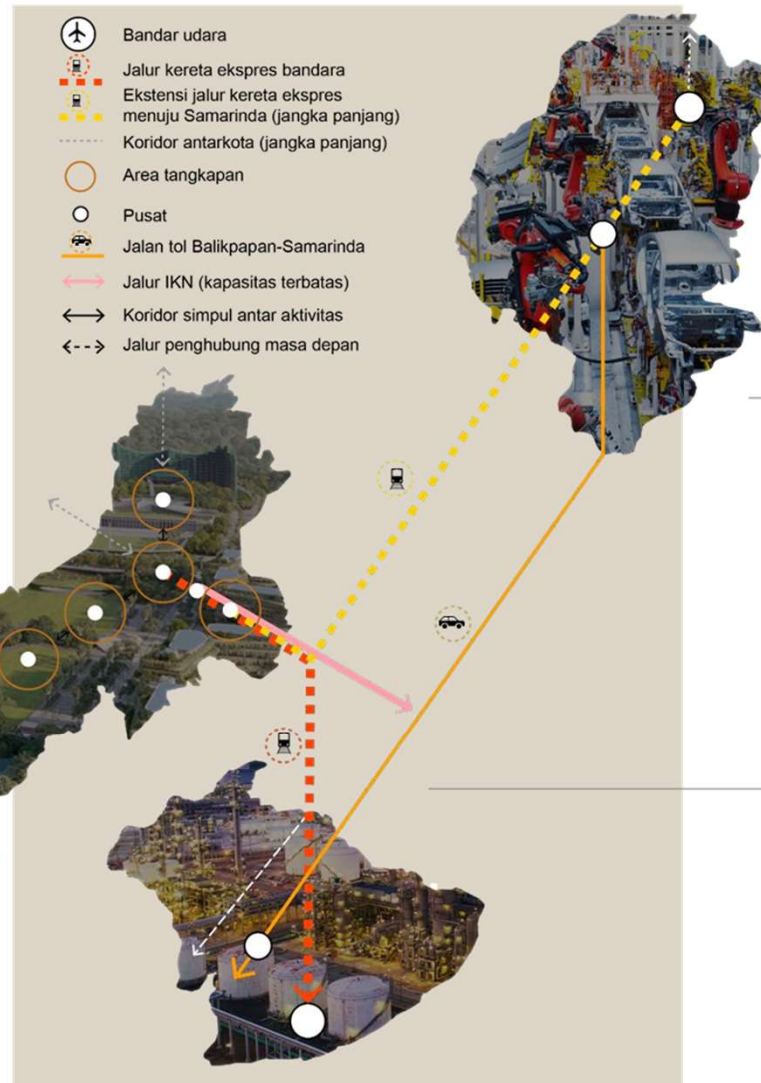 Bandar udara
Jalur kereta ekspres bandara
Ekstensi jalur kereta ekspres
menuju Samarinda (jangka panjang)
Koridor antarkota (jangka panjang)
Area tangkapan
Pusat
Jalan tol Balikpapan-Samarinda
Jalur IKN (kapasitas terbatas)
Koridor simpul antar aktivitas
Jalur penghubung masa depan